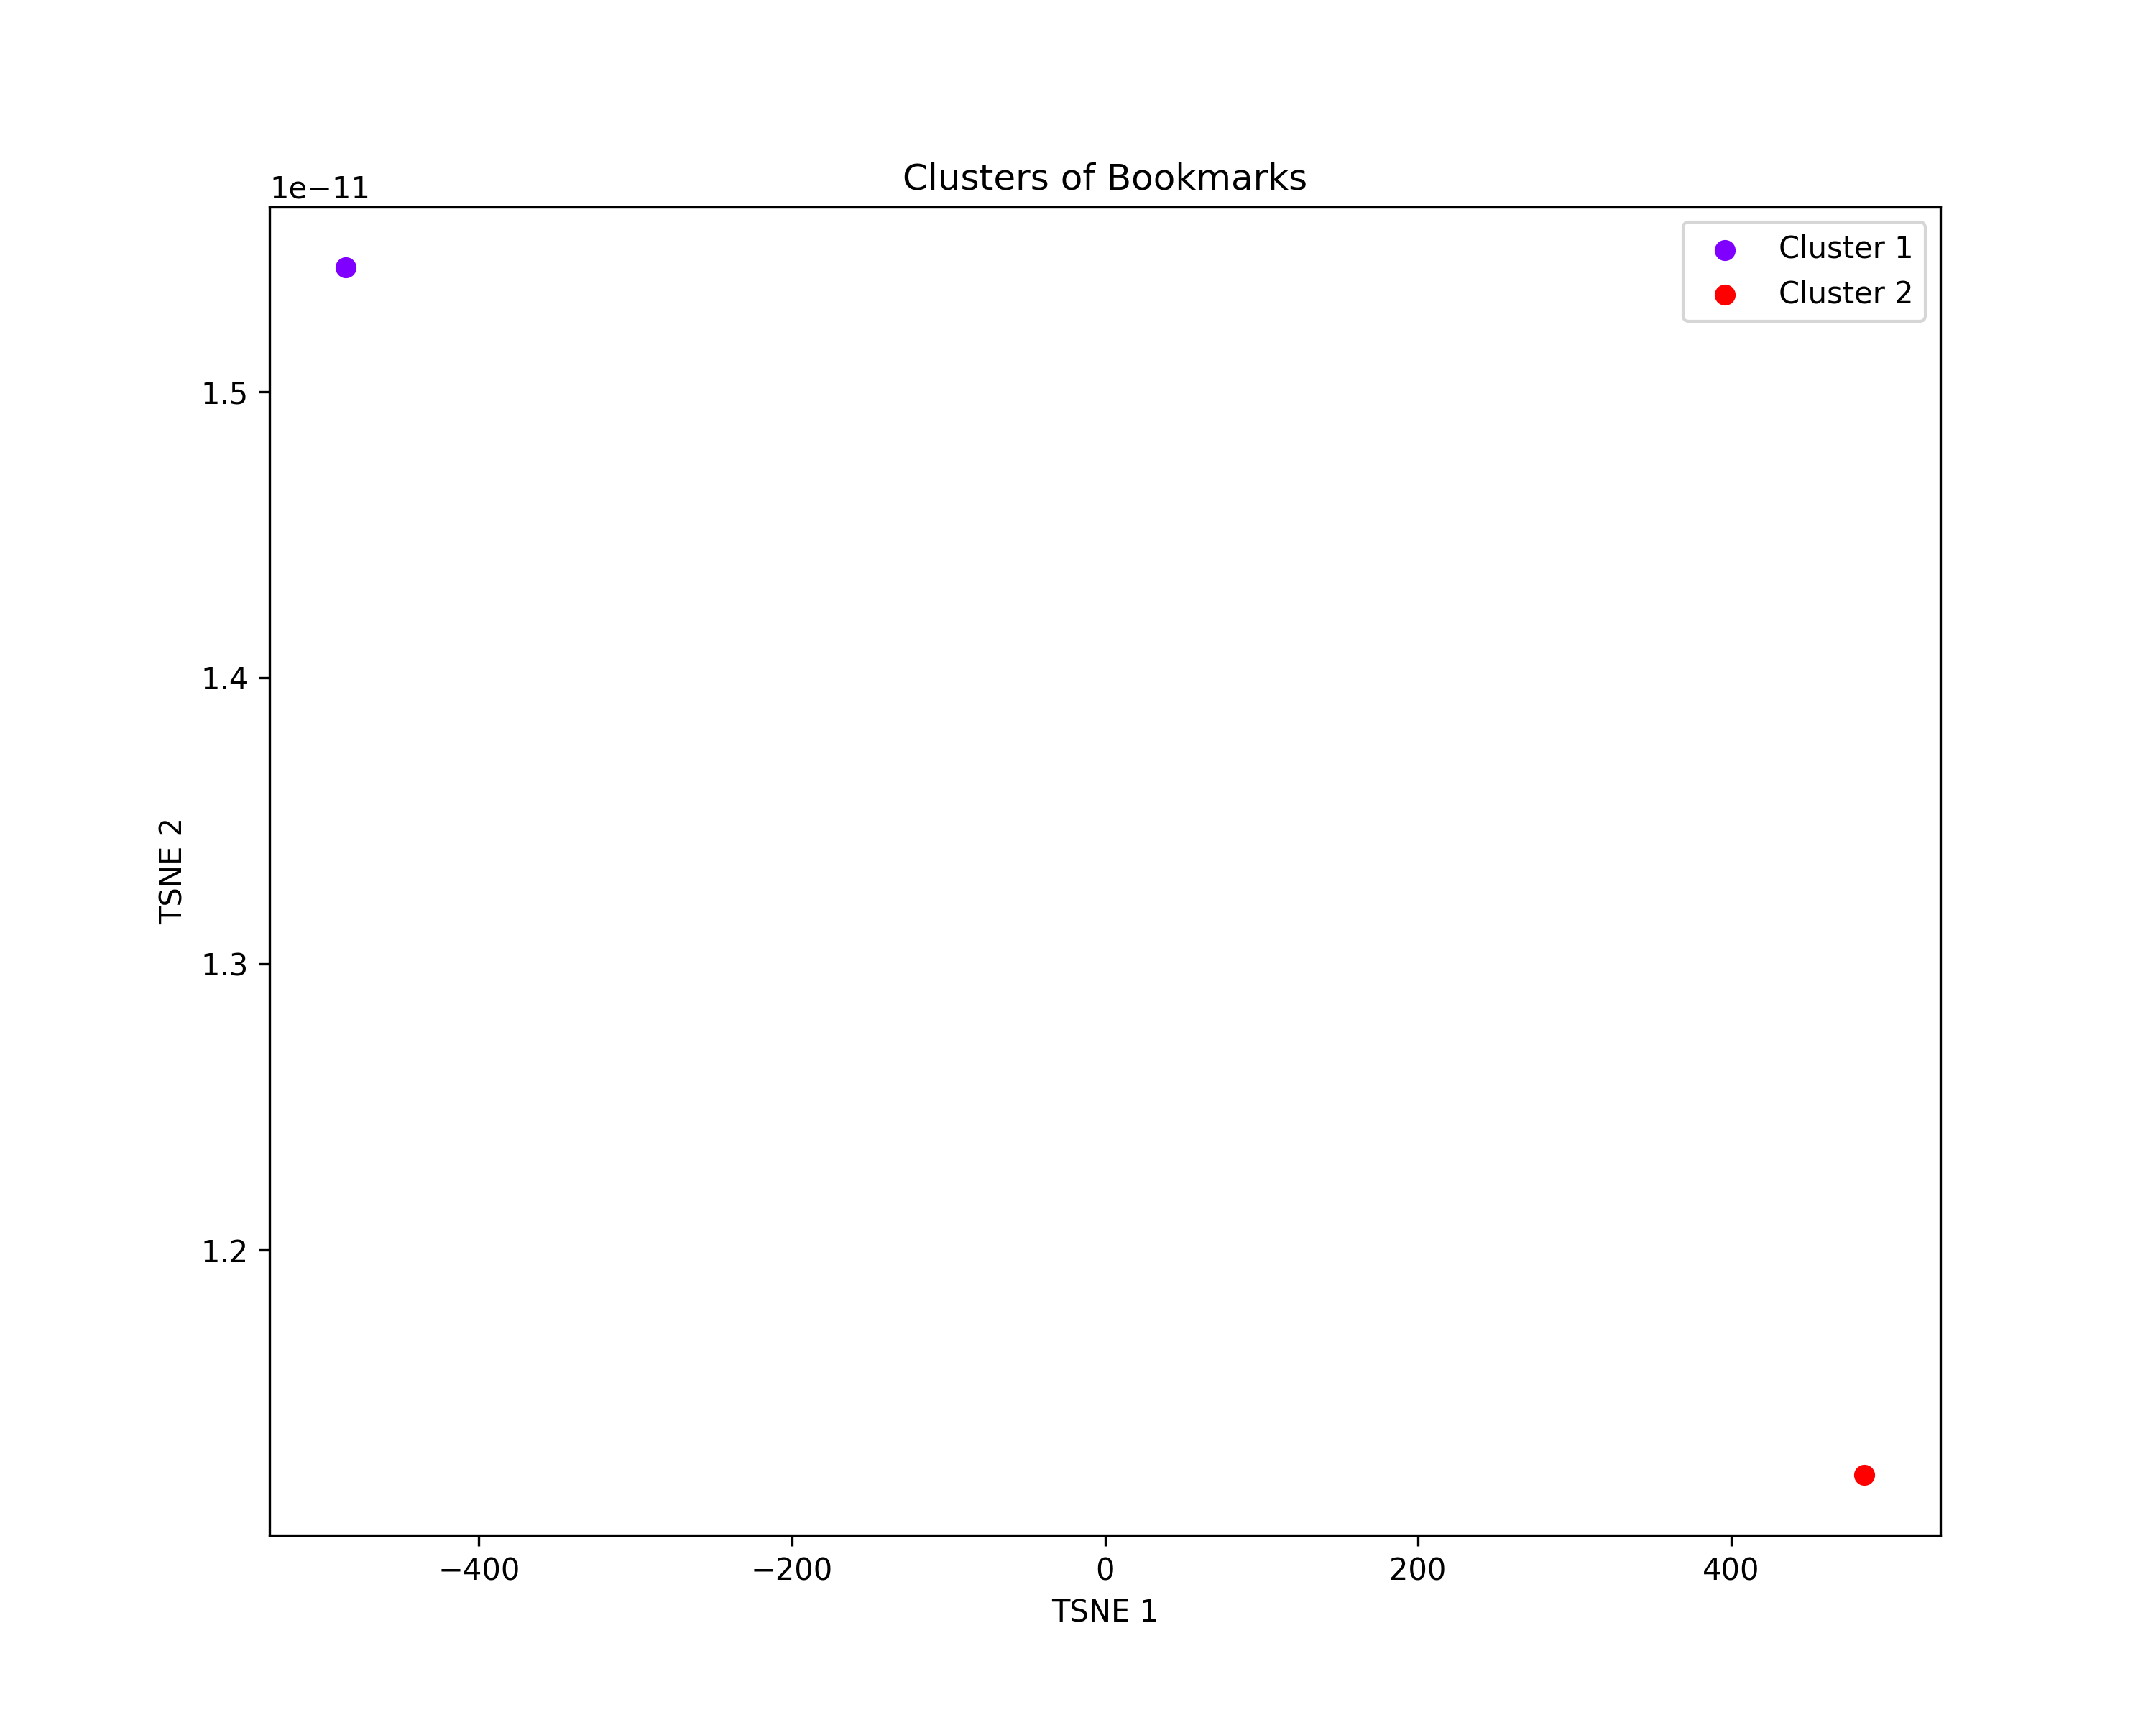 Clusters of Bookmarks
1e−11
Cluster 1
Cluster 2
1.5
1.4
1.3
1.2
TSNE 2
−400
−200
0
200
400
TSNE 1